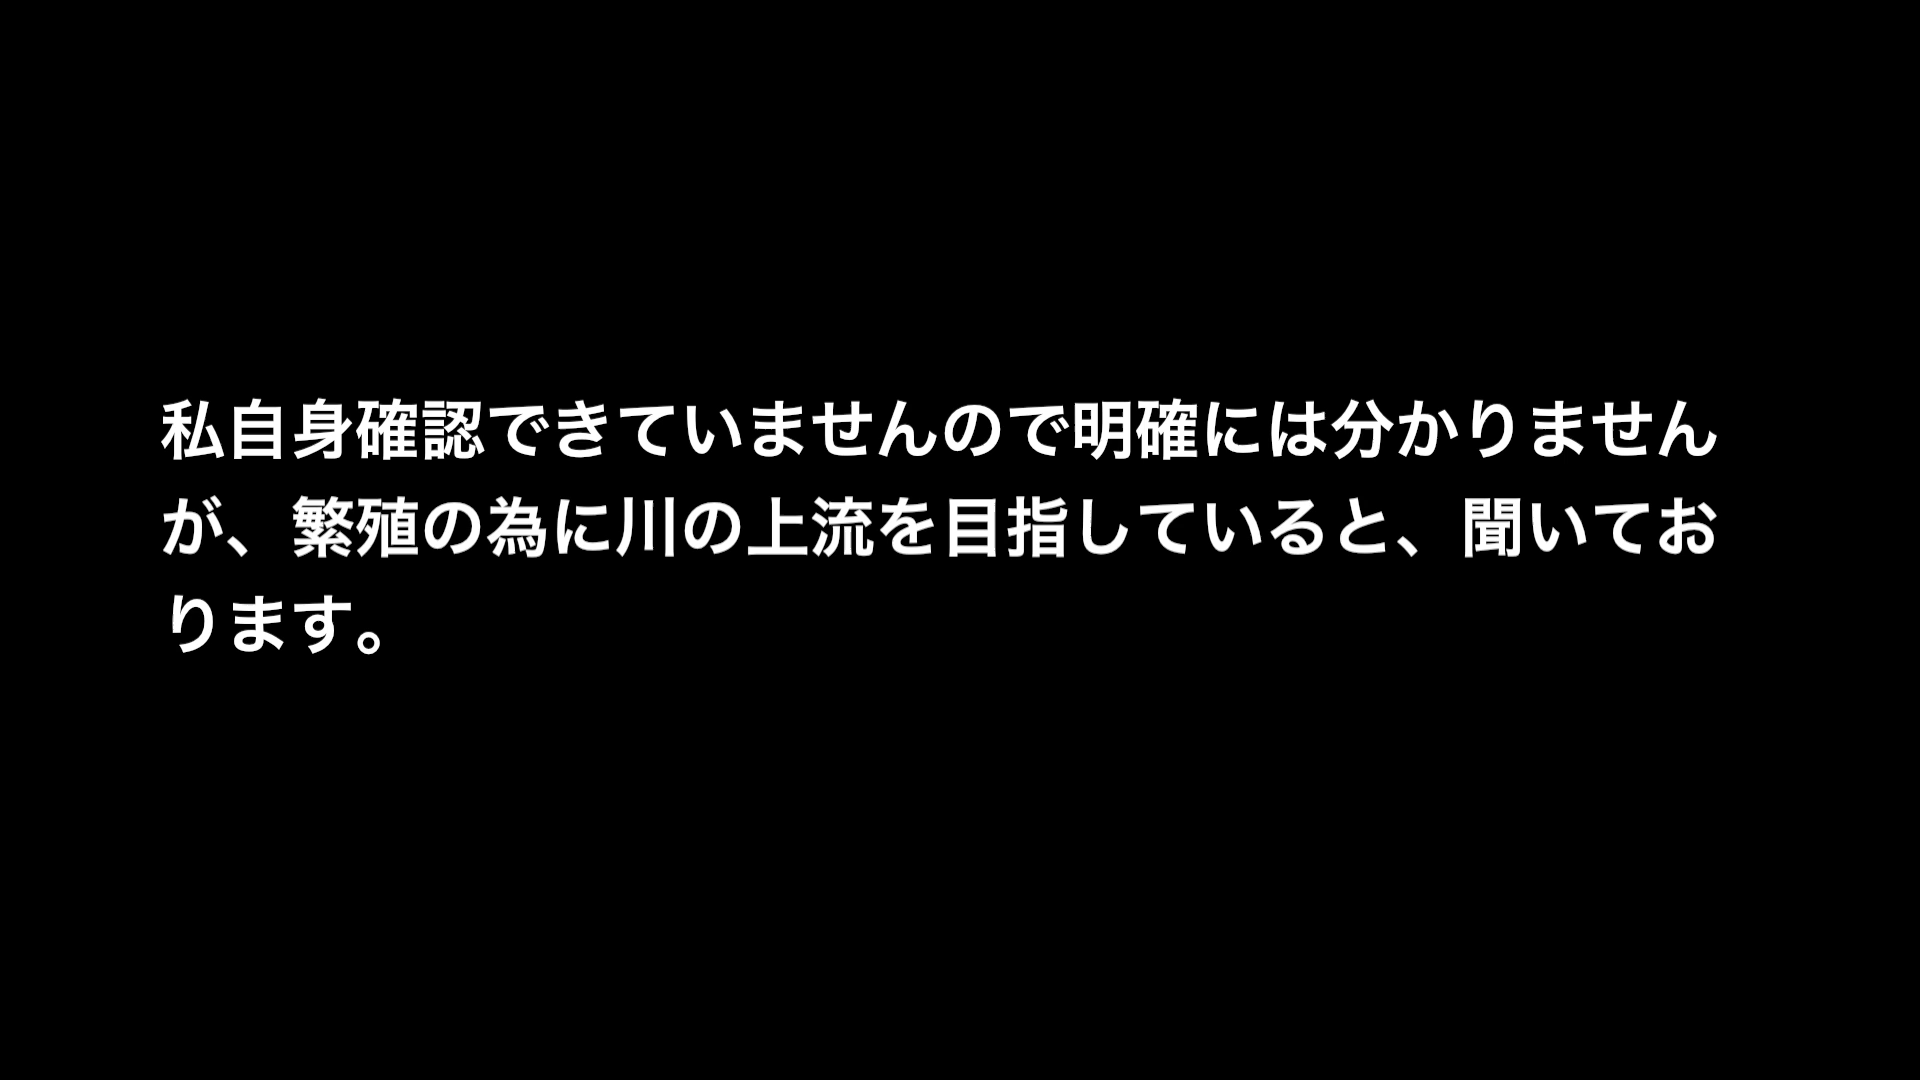 私自身確認できていませんので明確には分かりません
が、繁殖の為に川の上流を目指していると、聞いてお
ります。